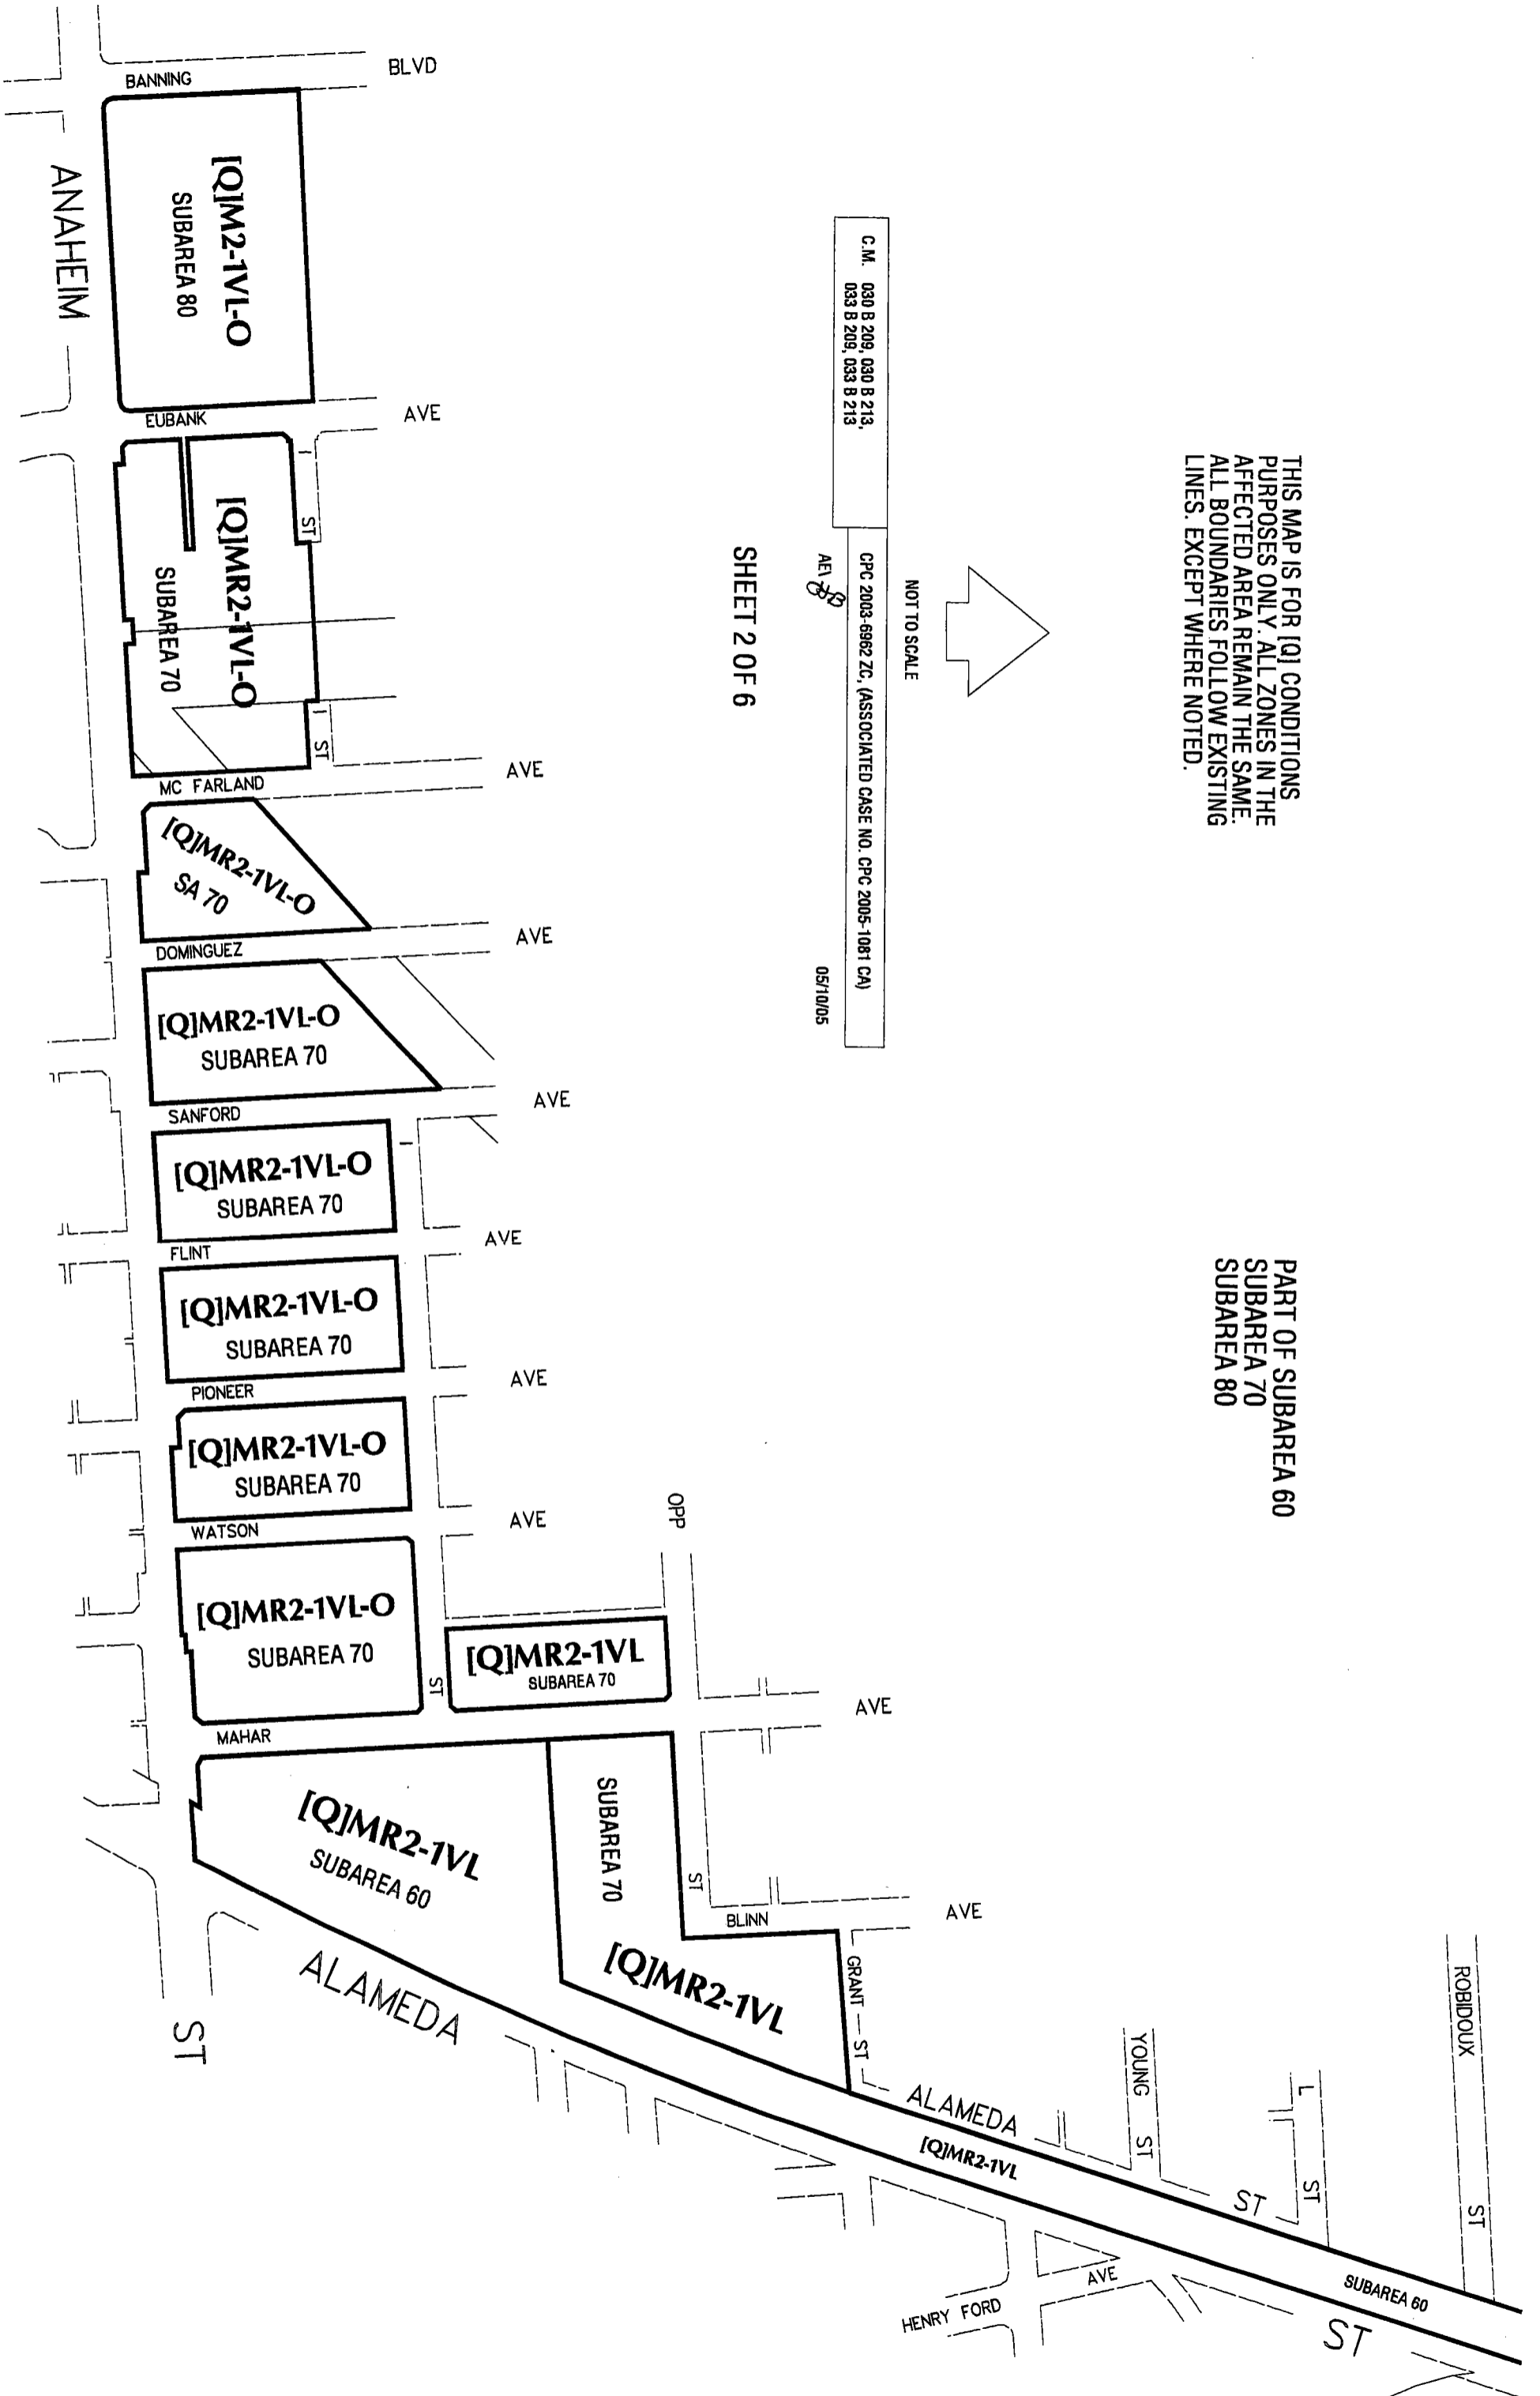 THIS MAP IS FOR [Q] CONDITIONS
PURPOSES ONLY. ALL ZONES IN THE
AFFECTED AREA REMAIN THE SAME.
ALL BOUNDARIES FOLLOW EXISTING
LINES. EXCEPT WHERE NOTED.
PART OF SUBAREA 60
SUBAREA 70
SUBAREA 80
NOT TO SCALE
C.M. 030 B 209, 030 B 213,
033 B 209, 033 B 213
CPC 2003-6962 ZC, (ASSOCIATED CASE NO. CPC 2005-1081 CA)
AE\
05/10/05
SHEET 2 OF 6
BANNING
BLVD
[Q]M2-1VL-O
SUBAREA 80
ANAHEIM
EUBANK
AVE
I
ST
[Q]MR2-1VL-O
SUBAREA 70
I
ST
MC FARLAND
AVE
[Q]MR2-1VL-O
SA 70
DOMINGUEZ
AVE
[Q]MR2-1VL-O
SUBAREA 70
SANFORD
AVE
I
[Q]MR2-1VL-O
SUBAREA 70
FLINT
AVE
[Q]MR2-1VL-O
SUBAREA 70
PIONEER
AVE
[Q]MR2-1VL-O
SUBAREA 70
WATSON
AVE
OPP
[Q]MR2-1VL-O
SUBAREA 70
ST
[Q]MR2-1VL
SUBAREA 70
MAHAR
AVE
[Q]MR2-1VL
SUBAREA 60
SUBAREA 70
[Q]MR2-1VL
ST
BLINN
AVE
GRANT ST
ALAMEDA
ST
ALAMEDA
[Q]MR2-1VL
ST
YOUNG ST
L ST
ROBIDOUX ST
SUBAREA 60
ST
HENRY FORD
AVE